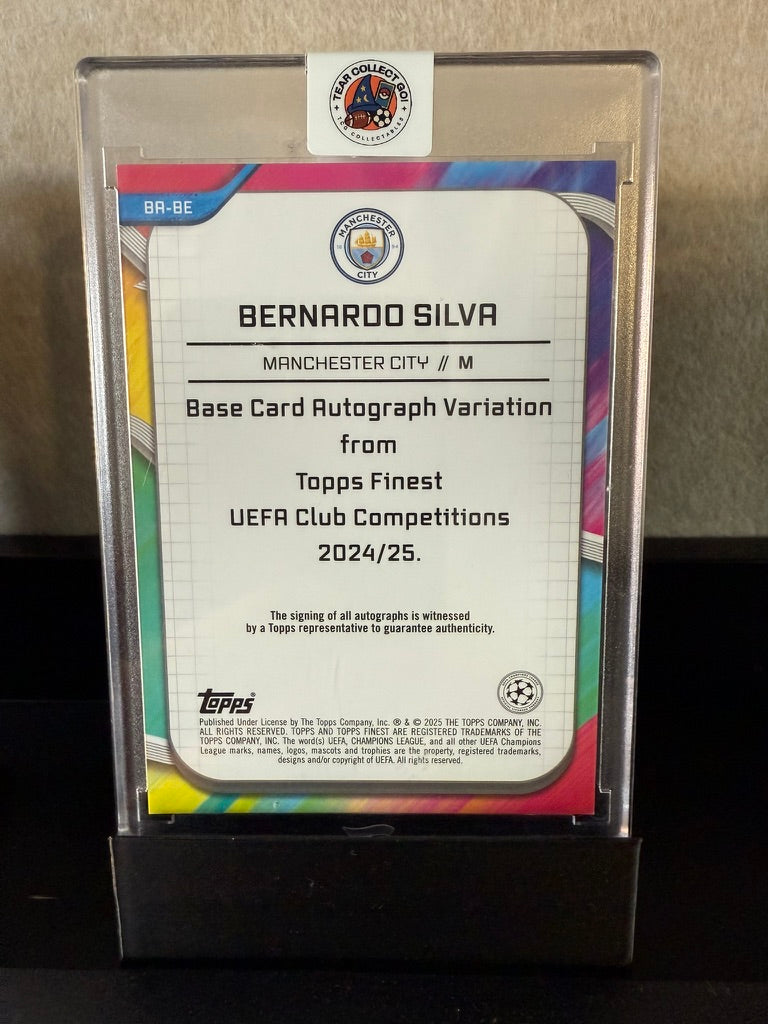 TEAR COLLECT GO!
TCG COLLECTABLES
BA-BE
MANCHESTER
18 94
CITY
BERNARDO SILVA
MANCHESTER CITY // M
Base Card Autograph Variation
from
Topps Finest
UEFA Club Competitions
2024/25.
The signing of all autographs is witnessed
by a Topps representative to guarantee authenticity.
topps®
Published Under License by The Topps Company, Inc. ® & © 2025 THE TOPPS COMPANY, INC.
ALL RIGHTS RESERVED. TOPPS AND TOPPS FINEST ARE REGISTERED TRADEMARKS OF THE
TOPPS COMPANY, INC. The word(s) UEFA, CHAMPIONS LEAGUE, and all other UEFA Champions
League marks, names, logos, mascots and trophies are the property, registered trademarks,
designs and/or copyright of UEFA. All rights reserved.